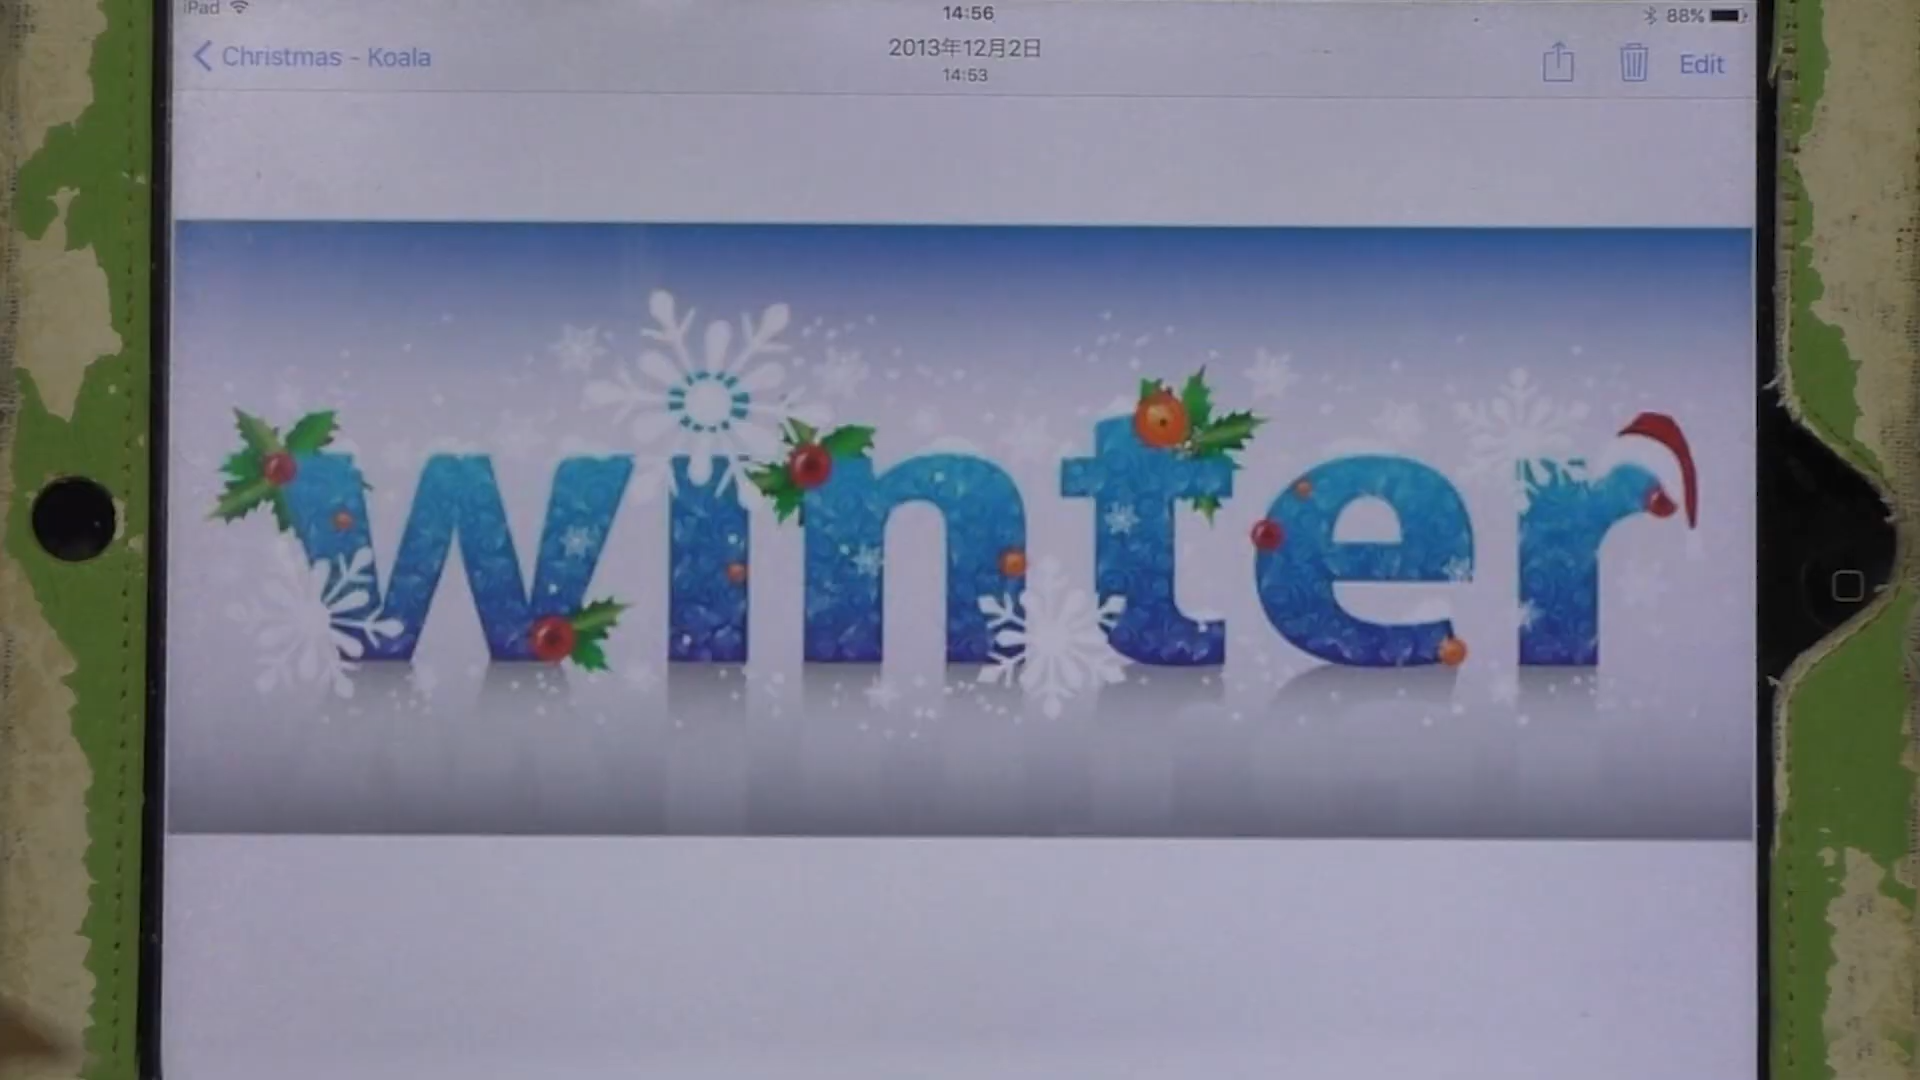 iPad 14:56 88%
Christmas - Koala 2013年12月2日 Edit
14:53
winter